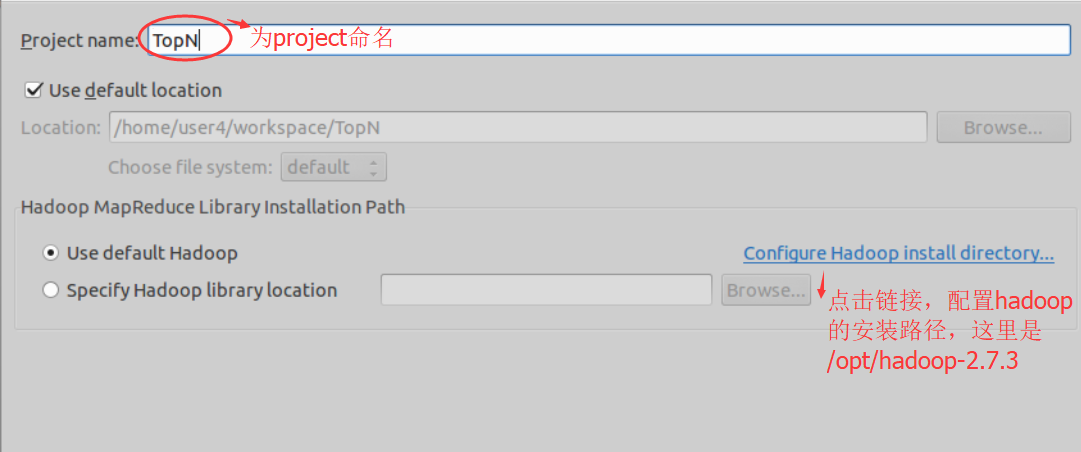 Project name: TopN
为project命名
Use default location
Location: /home/user4/workspace/TopN Browse...
Choose file system: default
Hadoop MapReduce Library Installation Path
Use default Hadoop Configure Hadoop install directory...
Specify Hadoop library location Browse...
点击链接，配置hadoop
的安装路径，这里是
/opt/hadoop-2.7.3